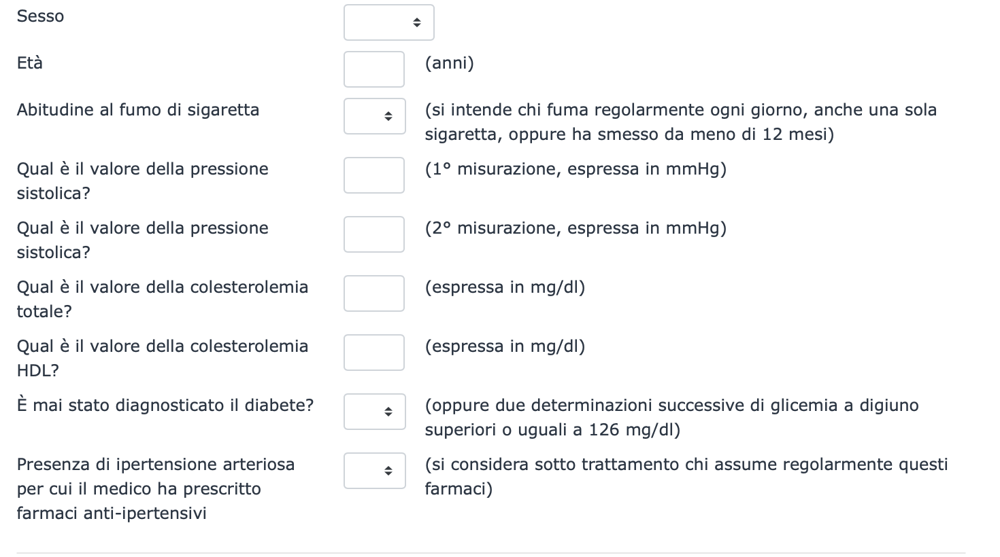 Sesso
Età
(anni)
Abitudine al fumo di sigaretta
(si intende chi fuma regolarmente ogni giorno, anche una sola
sigaretta, oppure ha smesso da meno di 12 mesi)
Qual è il valore della pressione
sistolica?
(1° misurazione, espressa in mmHg)
Qual è il valore della pressione
sistolica?
(2° misurazione, espressa in mmHg)
Qual è il valore della colesterolemia
totale?
(espressa in mg/dl)
Qual è il valore della colesterolemia
HDL?
(espressa in mg/dl)
È mai stato diagnosticato il diabete?
(oppure due determinazioni successive di glicemia a digiuno
superiori o uguali a 126 mg/dl)
Presenza di ipertensione arteriosa
per cui il medico ha prescritto
farmaci anti-ipertensivi
(si considera sotto trattamento chi assume regolarmente questi
farmaci)